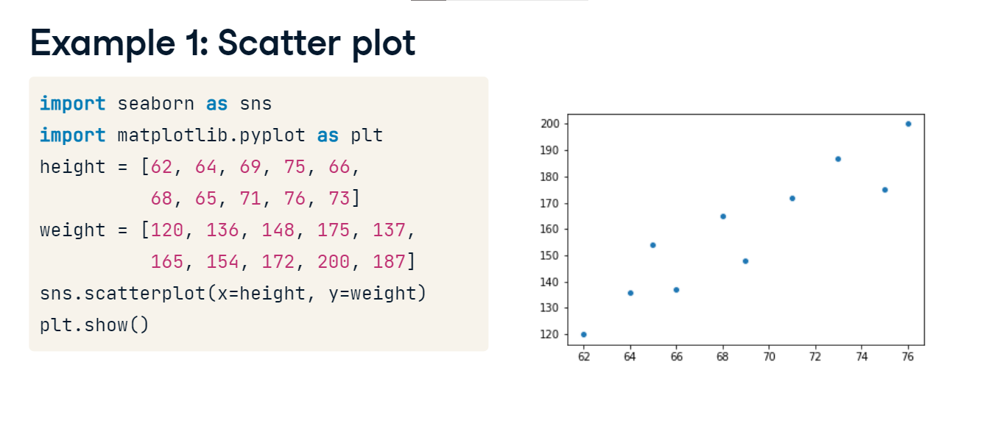 Example 1: Scatter plot
import seaborn as sns
import matplotlib.pyplot as plt
height = [62, 64, 69, 75, 66,
68, 65, 71, 76, 73]
weight = [120, 136, 148, 175, 137,
165, 154, 172, 200, 187]
sns.scatterplot(x=height, y=weight)
plt.show()
200
190
180
170
160
150
140
130
120
62 64 66 68 70 72 74 76